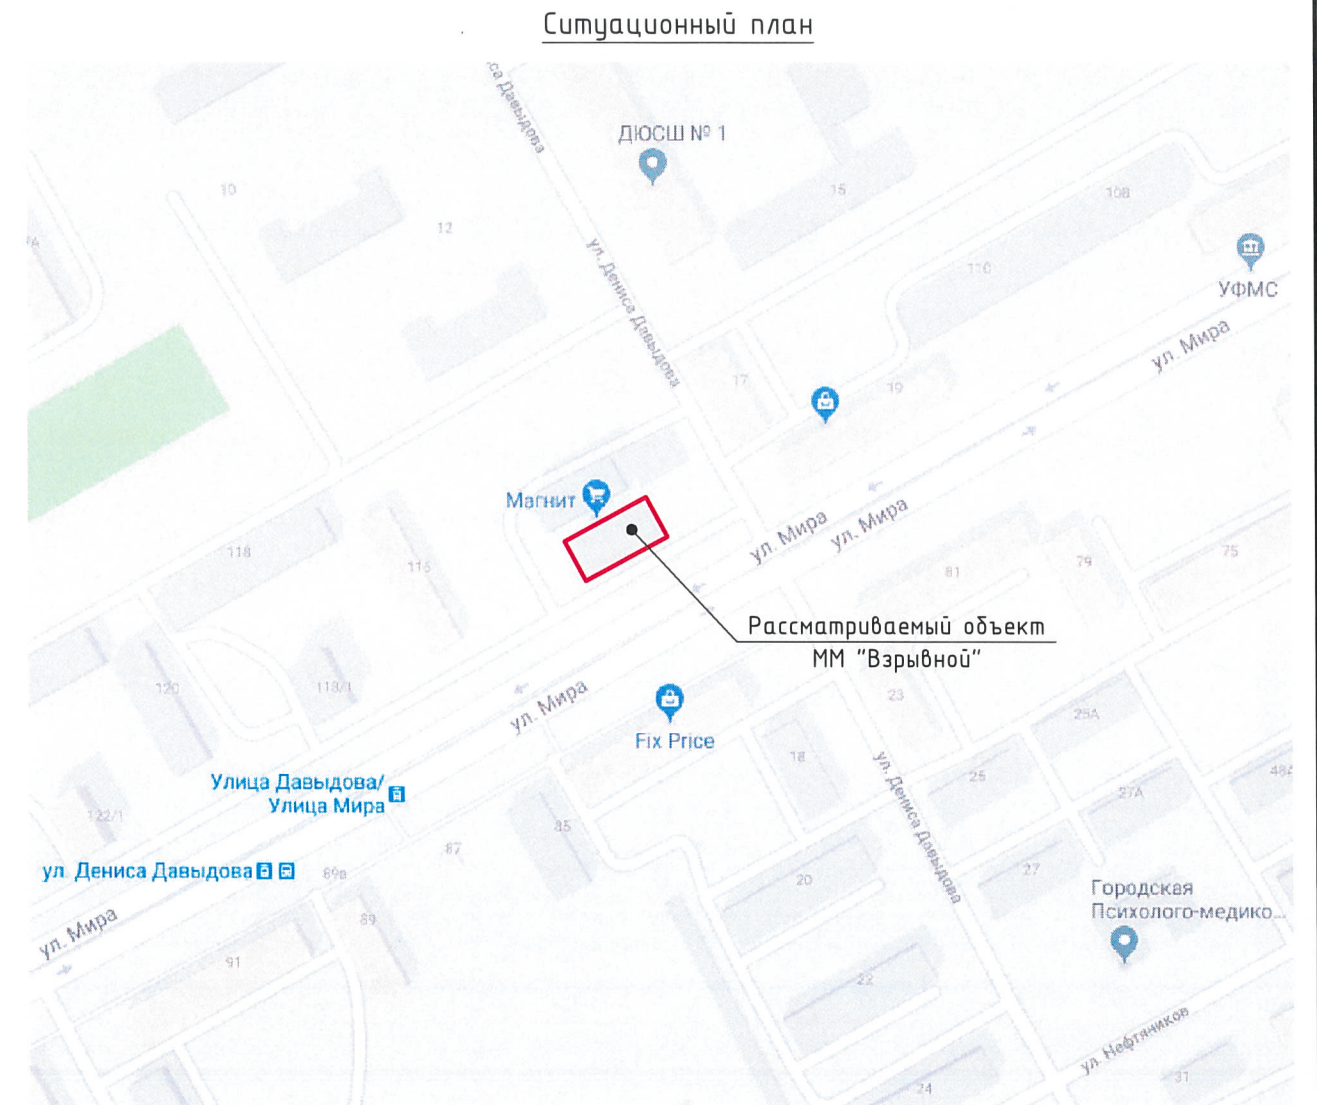 Ситуационный план
са Давыдова
ДЮСШ № 1
10
15
108
12
УФМС
110
ул. Дениса Давыдова
ул. Мира
17
19
Магнит
118
116
ул. Мира
ул. Мира
81
79
75
Рассматриваемый объект
ММ "Взрывной"
120
118/1
ул. Мира
23
25А
Fix Price
18
25
48А
27А
Улица Давыдова/
Улица Мира
122/1
85
87
ул. Дениса Давыдова
ул. Дениса Давыдова
89а
20
27
Городская
Психолого-медико...
ул. Мира
89
91
22
ул. Нефтяников
31
24